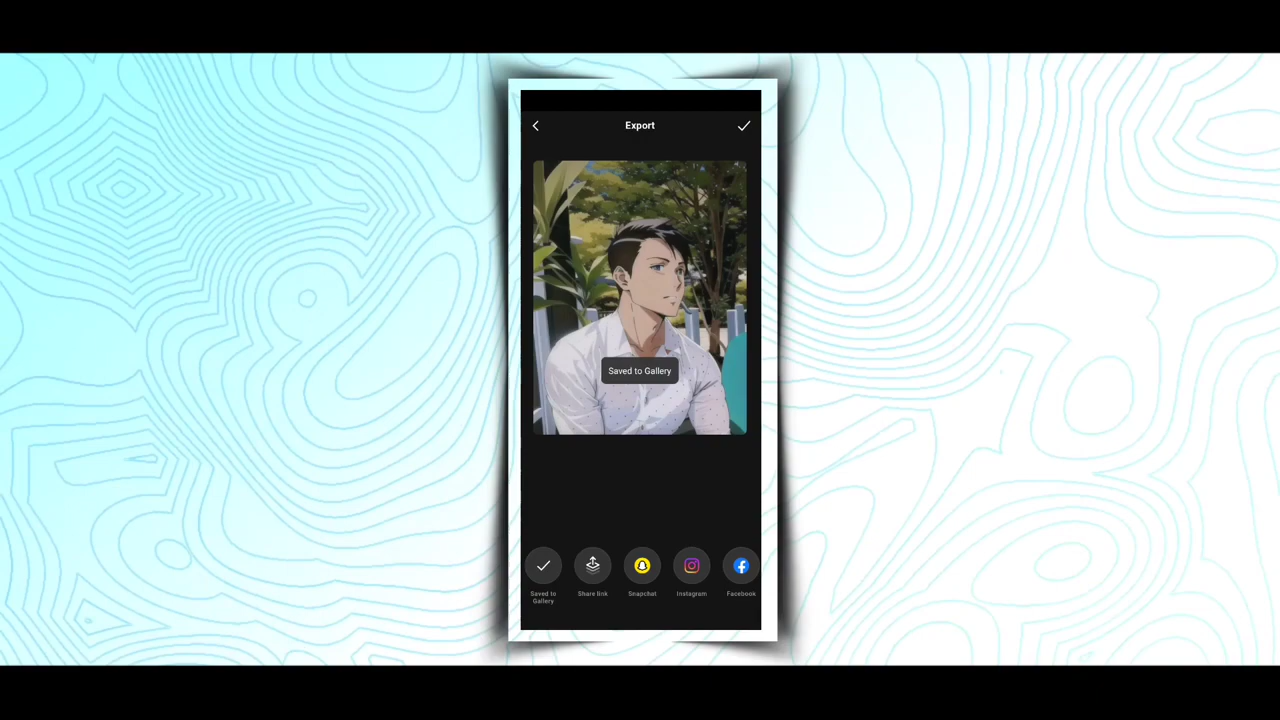 Export
Saved to Gallery
Saved to
Gallery
Share link
Snapchat
Instagram
Facebook